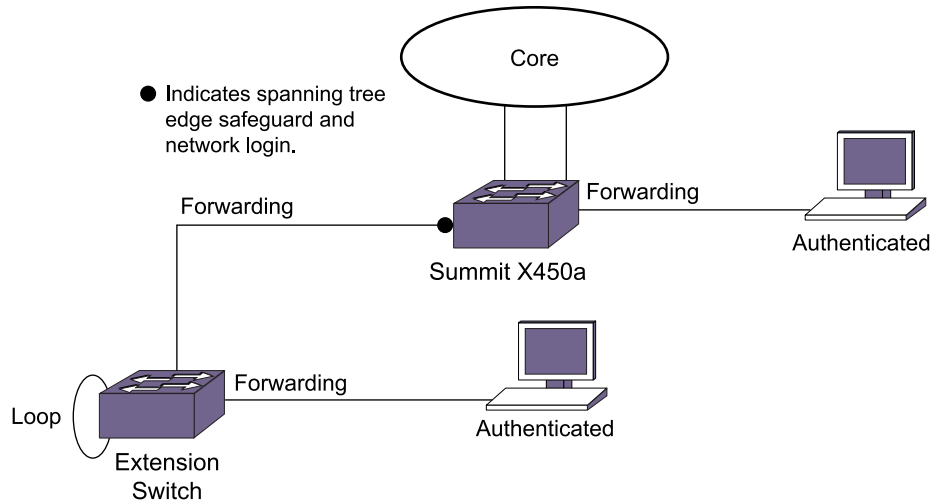 Core
Indicates spanning tree
edge safeguard and
network login.
Forwarding
Forwarding
Authenticated
Summit X450a
Forwarding
Loop
Authenticated
Extension
Switch